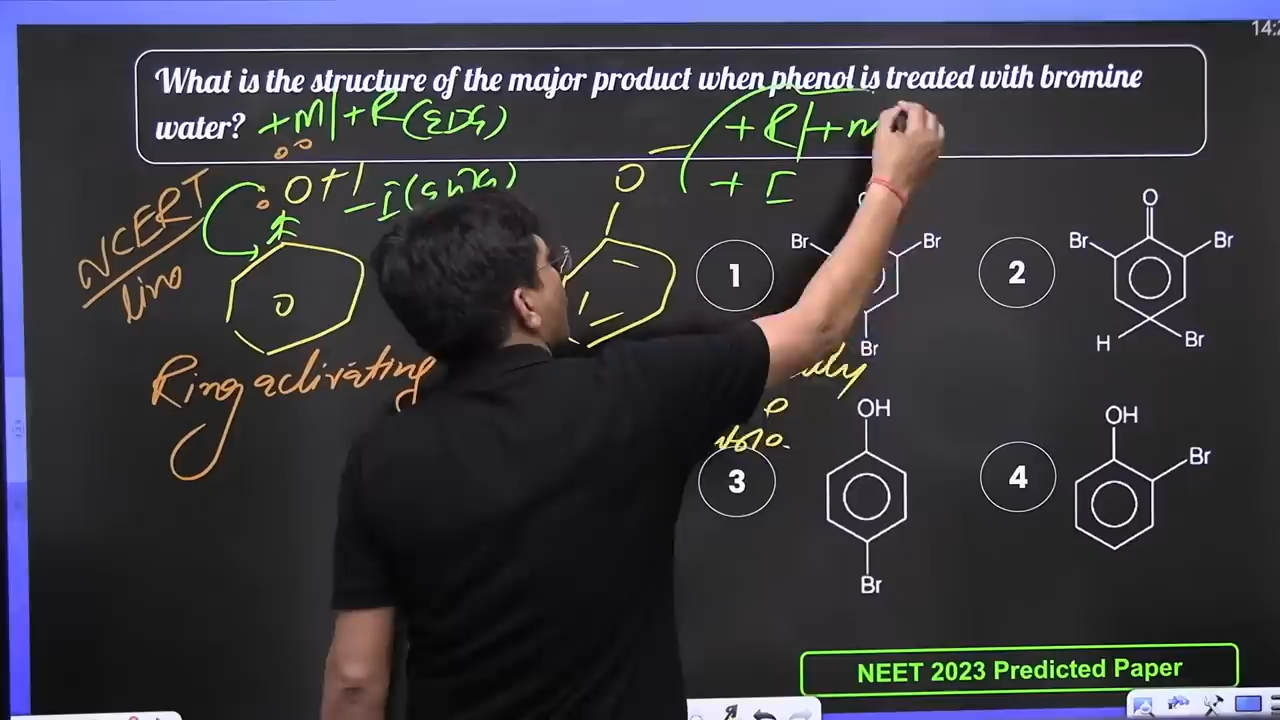 14:2
What is the structure of the major product when phenol is treated with bromine
water? +M/+R (EDG)
+R/+m
+ I
NCERT
line
O H
-I
O
Ring activating
1
Br
Br
Br
2
O
Br
Br
H
Br
3
OH
Br
4
OH
Br
NEET 2023 Predicted Paper